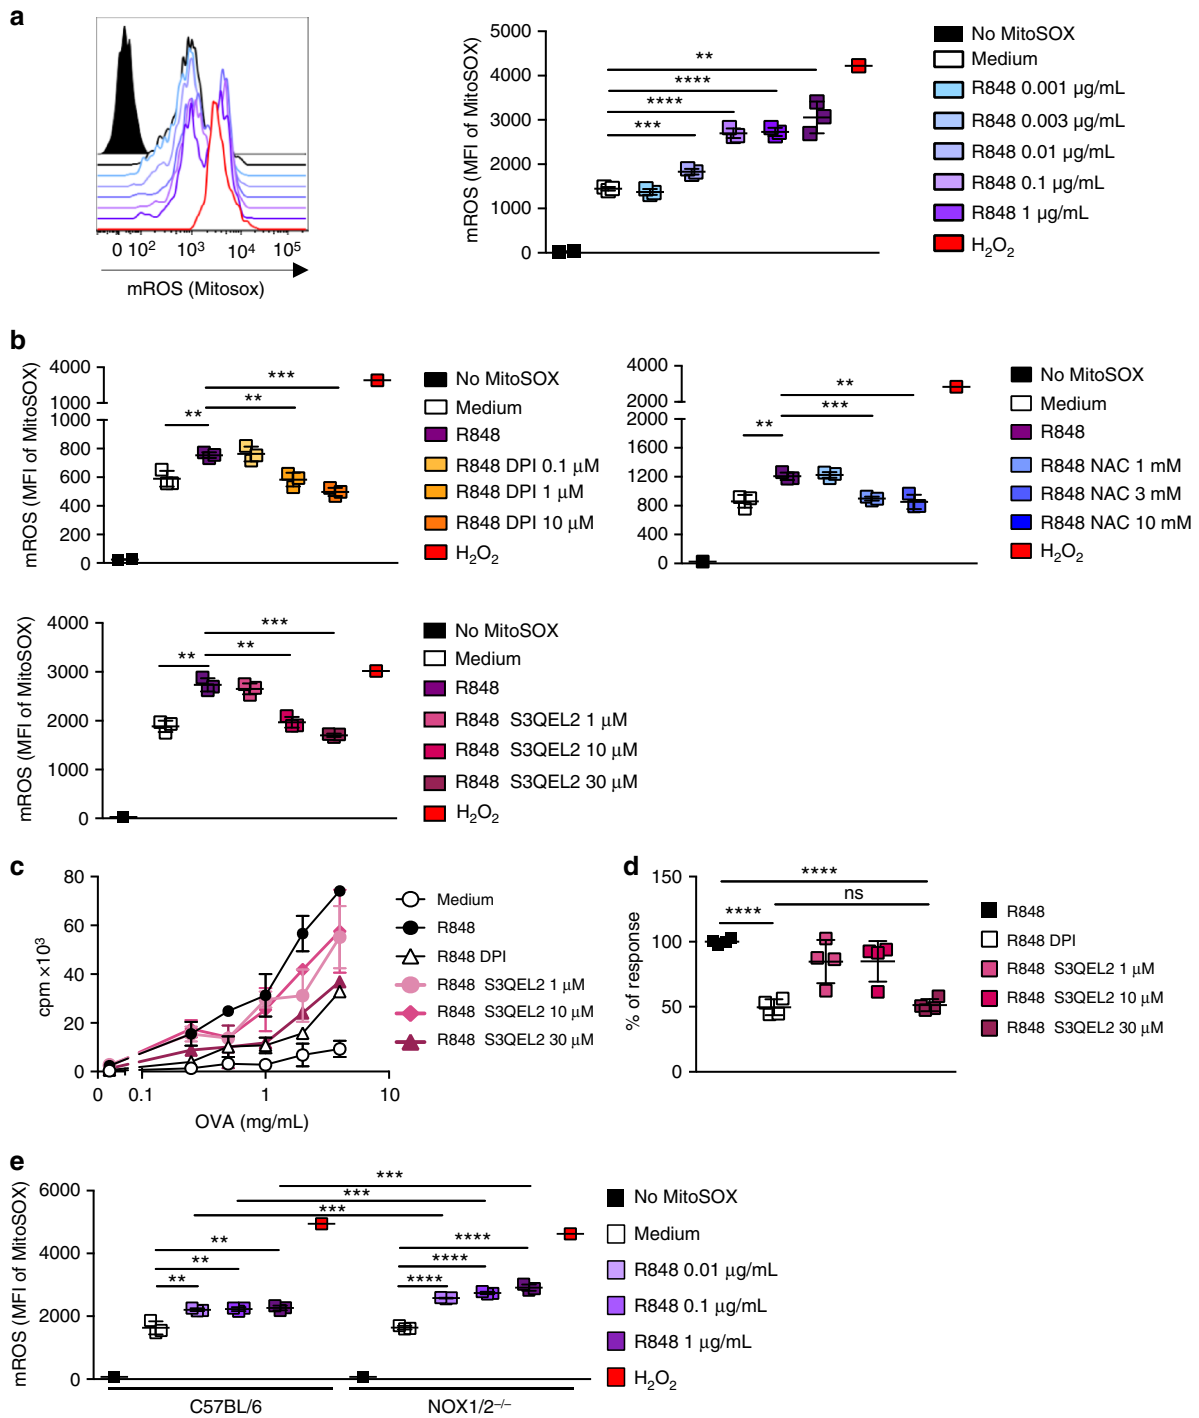 a
0 10² 10³ 10⁴ 10⁵
mROS (Mitosox)
mROS (MFI of MitoSOX)
5000
4000
3000
2000
1000
0
**
****
****
***
No MitoSOX
Medium
R848 0.001 µg/mL
R848 0.003 µg/mL
R848 0.01 µg/mL
R848 0.1 µg/mL
R848 1 µg/mL
H₂O₂
b
mROS (MFI of MitoSOX)
4000
1000
1000
800
600
400
200
0
***
**
**
No MitoSOX
Medium
R848
R848 DPI 0.1 µM
R848 DPI 1 µM
R848 DPI 10 µM
H₂O₂
mROS (MFI of MitoSOX)
4000
2000
2000
1600
1200
800
400
0
**
***
**
No MitoSOX
Medium
R848
R848 NAC 1 mM
R848 NAC 3 mM
R848 NAC 10 mM
H₂O₂
mROS (MFI of MitoSOX)
4000
3000
2000
1000
0
***
**
**
No MitoSOX
Medium
R848
R848 S3QEL2 1 µM
R848 S3QEL2 10 µM
R848 S3QEL2 30 µM
H₂O₂
c
cpm ×10³
80
60
40
20
0
0 0.1 1 10
OVA (mg/mL)
Medium
R848
R848 DPI
R848 S3QEL2 1 µM
R848 S3QEL2 10 µM
R848 S3QEL2 30 µM
d
% of response
150
100
50
0
****
ns
****
R848
R848 DPI
R848 S3QEL2 1 µM
R848 S3QEL2 10 µM
R848 S3QEL2 30 µM
e
mROS (MFI of MitoSOX)
6000
4000
2000
0
***
***
***
**
**
**
****
****
****
C57BL/6
NOX1/2⁻/⁻
No MitoSOX
Medium
R848 0.01 µg/mL
R848 0.1 µg/mL
R848 1 µg/mL
H₂O₂